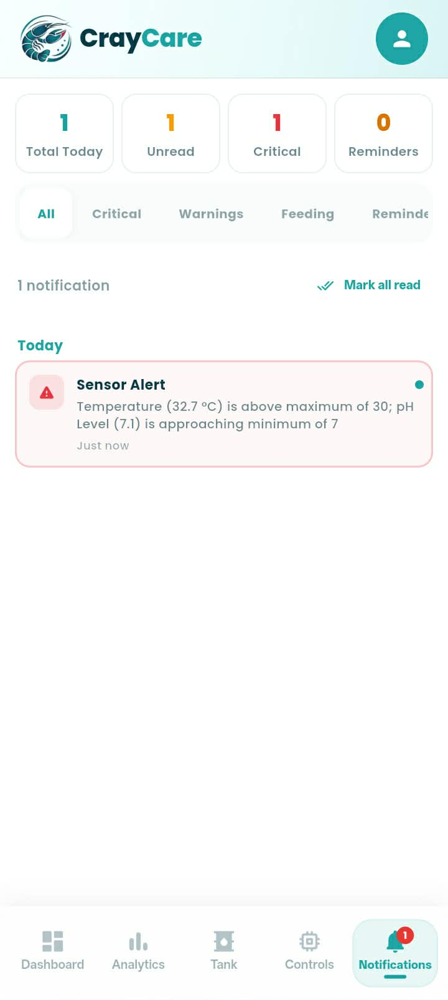 CrayCare
1
Total Today
1
Unread
1
Critical
0
Reminders
All
Critical
Warnings
Feeding
Reminde
1 notification
Mark all read
Today
Sensor Alert
Temperature (32.7 °C) is above maximum of 30; pH
Level (7.1) is approaching minimum of 7
Just now
Dashboard
Analytics
Tank
Controls
1
Notifications